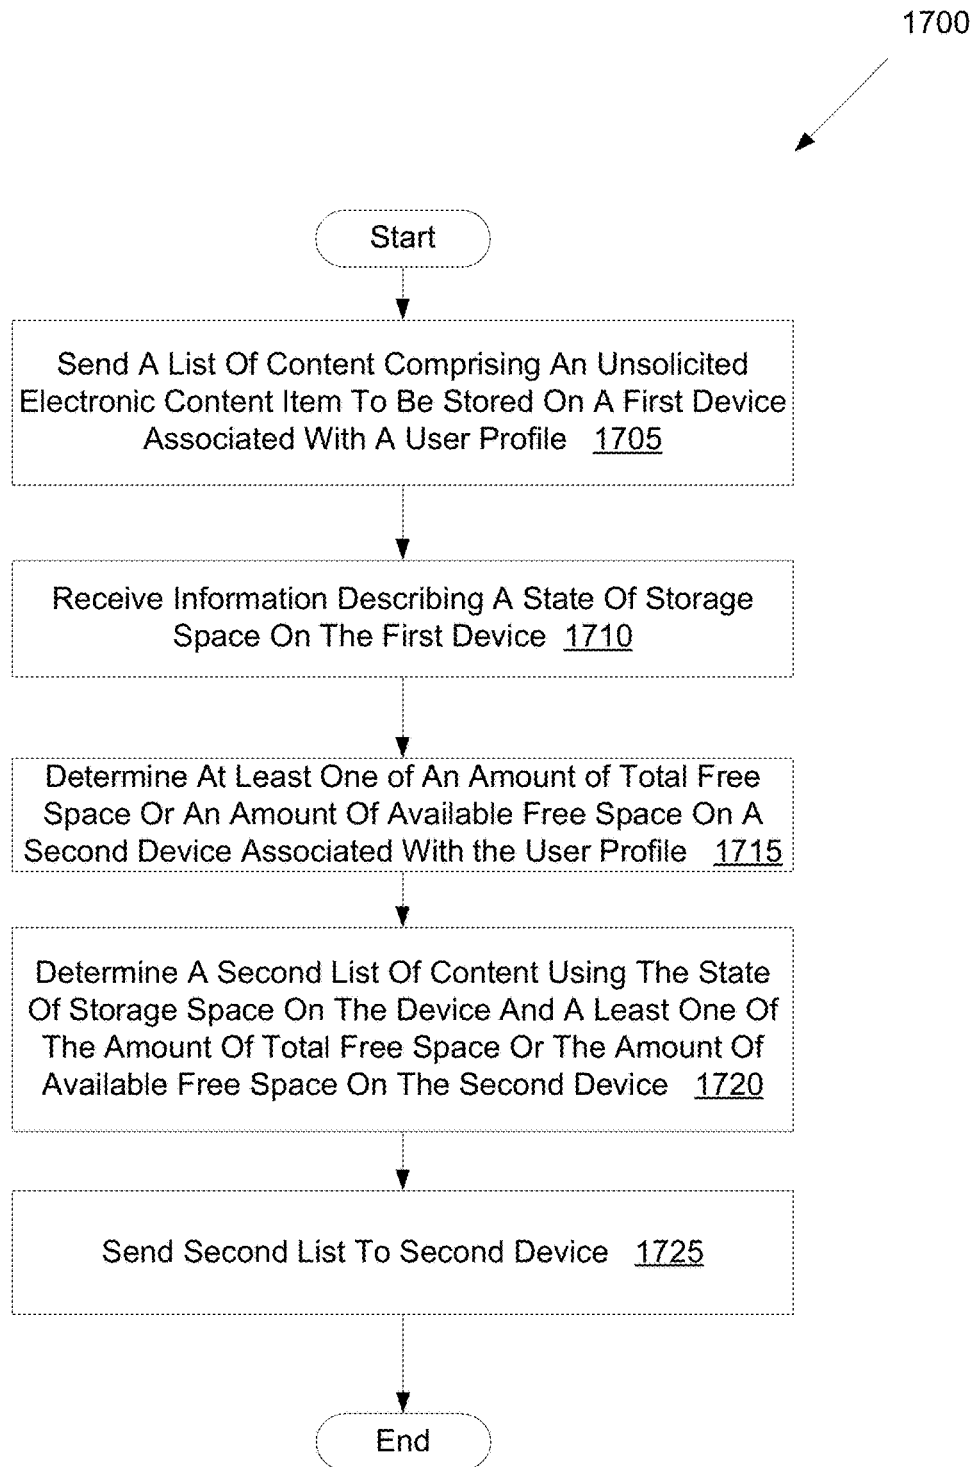 1700
Start
Send A List Of Content Comprising An Unsolicited
Electronic Content Item To Be Stored On A First Device
Associated With A User Profile 1705
Receive Information Describing A State Of Storage
Space On The First Device 1710
Determine At Least One of An Amount of Total Free
Space Or An Amount Of Available Free Space On A
Second Device Associated With the User Profile 1715
Determine A Second List Of Content Using The State
Of Storage Space On The Device And A Least One Of
The Amount Of Total Free Space Or The Amount Of
Available Free Space On The Second Device 1720
Send Second List To Second Device 1725
End